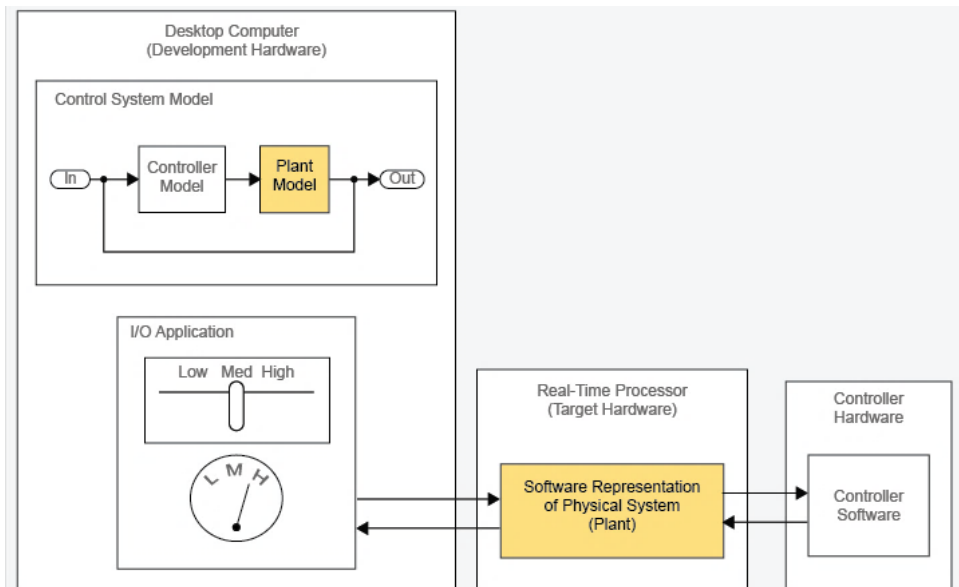 Desktop Computer
(Development Hardware)
Control System Model
In
Controller
Model
Plant
Model
Out
I/O Application
Low Med High
L M H
Real-Time Processor
(Target Hardware)
Software Representation
of Physical System
(Plant)
Controller
Hardware
Controller
Software